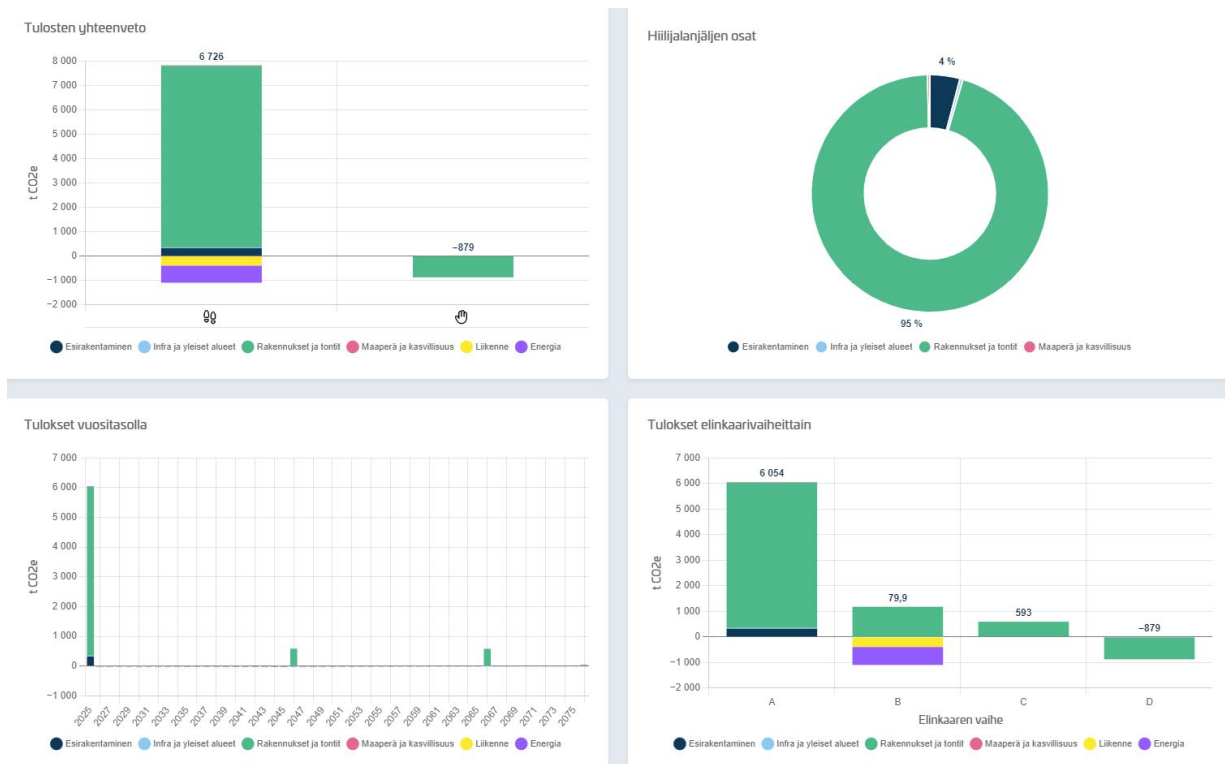 Tulosten yhteenveto
6 726
8 000
7 000
6 000
5 000
4 000
3 000
2 000
1 000
0
−1 000
−2 000
t CO2e
−879
Esirakentaminen Infra ja yleiset alueet Rakennukset ja tontit Maaperä ja kasvillisuus Liikenne Energia
Hiilijalanjäljen osat
4 %
95 %
Esirakentaminen Infra ja yleiset alueet Rakennukset ja tontit Maaperä ja kasvillisuus
Tulokset vuositasolla
7 000
6 000
5 000
4 000
3 000
2 000
1 000
0
−1 000
t CO2e
2025 2027 2029 2031 2033 2035 2037 2039 2041 2043 2045 2047 2049 2051 2053 2055 2057 2059 2061 2063 2065 2067 2069 2071 2073 2075
Esirakentaminen Infra ja yleiset alueet Rakennukset ja tontit Maaperä ja kasvillisuus Liikenne Energia
Tulokset elinkaarivaiheittain
7 000
6 000
5 000
4 000
3 000
2 000
1 000
0
−1 000
−2 000
t CO2e
6 054
79,9
593
−879
A B C D
Elinkaaren vaihe
Esirakentaminen Infra ja yleiset alueet Rakennukset ja tontit Maaperä ja kasvillisuus Liikenne Energia